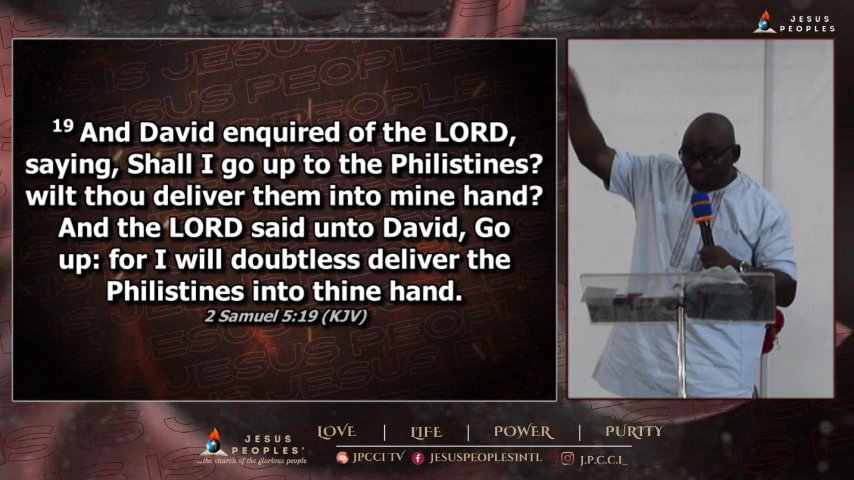 JESUS
PEOPLES
19 And David enquired of the LORD,
saying, Shall I go up to the Philistines?
wilt thou deliver them into mine hand?
And the LORD said unto David, Go
up: for I will doubtless deliver the
Philistines into thine hand.
2 Samuel 5:19 (KJV)
JESUS
PEOPLES'
...the church of the glorious people
LOVE | LIFE | POWER | PURITY
JPCCI TV JESUSPEOPLESINTL J.P.C.C.I_